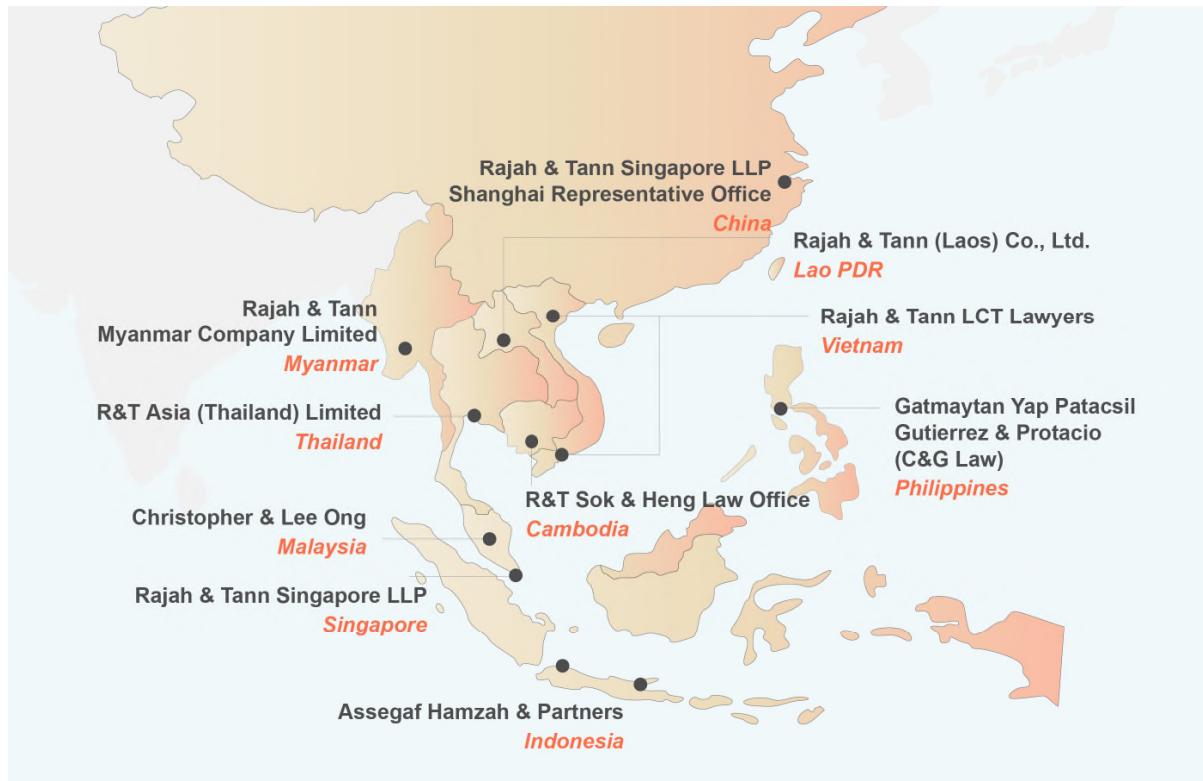 Rajah & Tann Singapore LLP
Shanghai Representative Office
China
Rajah & Tann (Laos) Co., Ltd.
Lao PDR
Rajah & Tann
Myanmar Company Limited
Myanmar
Rajah & Tann LCT Lawyers
Vietnam
R&T Asia (Thailand) Limited
Thailand
Gatmaytan Yap Patacsil
Gutierrez & Protacio
(C&G Law)
Philippines
R&T Sok & Heng Law Office
Cambodia
Christopher & Lee Ong
Malaysia
Rajah & Tann Singapore LLP
Singapore
Assegaf Hamzah & Partners
Indonesia